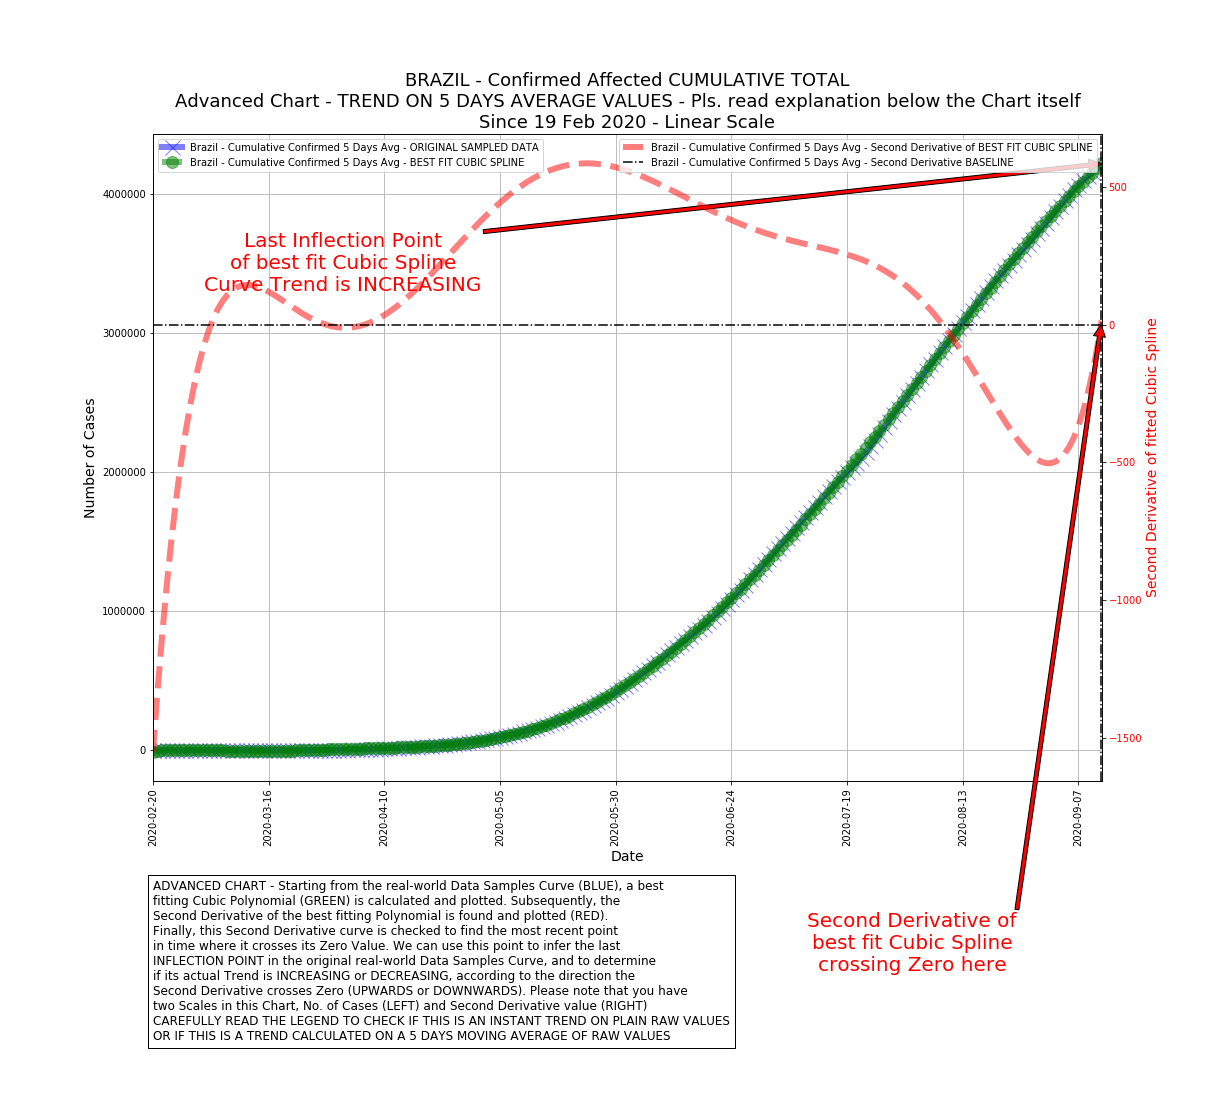 BRAZIL - Confirmed Affected CUMULATIVE TOTAL
Advanced Chart - TREND ON 5 DAYS AVERAGE VALUES - Pls. read explanation below the Chart itself
Since 19 Feb 2020 - Linear Scale
Brazil - Cumulative Confirmed 5 Days Avg - ORIGINAL SAMPLED DATA
Brazil - Cumulative Confirmed 5 Days Avg - BEST FIT CUBIC SPLINE
Brazil - Cumulative Confirmed 5 Days Avg - Second Derivative of BEST FIT CUBIC SPLINE
Brazil - Cumulative Confirmed 5 Days Avg - Second Derivative BASELINE
Last Inflection Point
of best fit Cubic Spline
Curve Trend is INCREASING
Number of Cases
4000000
3000000
2000000
1000000
0
500
0
−500
−1000
−1500
Second Derivative of fitted Cubic Spline
2020-02-20
2020-03-16
2020-04-10
2020-05-05
2020-05-30
2020-06-24
2020-07-19
2020-08-13
2020-09-07
Date
ADVANCED CHART - Starting from the real-world Data Samples Curve (BLUE), a best
fitting Cubic Polynomial (GREEN) is calculated and plotted. Subsequently, the
Second Derivative of the best fitting Polynomial is found and plotted (RED).
Finally, this Second Derivative curve is checked to find the most recent point
in time where it crosses its Zero Value. We can use this point to infer the last
INFLECTION POINT in the original real-world Data Samples Curve, and to determine
if its actual Trend is INCREASING or DECREASING, according to the direction the
Second Derivative crosses Zero (UPWARDS or DOWNWARDS). Please note that you have
two Scales in this Chart, No. of Cases (LEFT) and Second Derivative value (RIGHT)
CAREFULLY READ THE LEGEND TO CHECK IF THIS IS AN INSTANT TREND ON PLAIN RAW VALUES
OR IF THIS IS A TREND CALCULATED ON A 5 DAYS MOVING AVERAGE OF RAW VALUES
Second Derivative of
best fit Cubic Spline
crossing Zero here